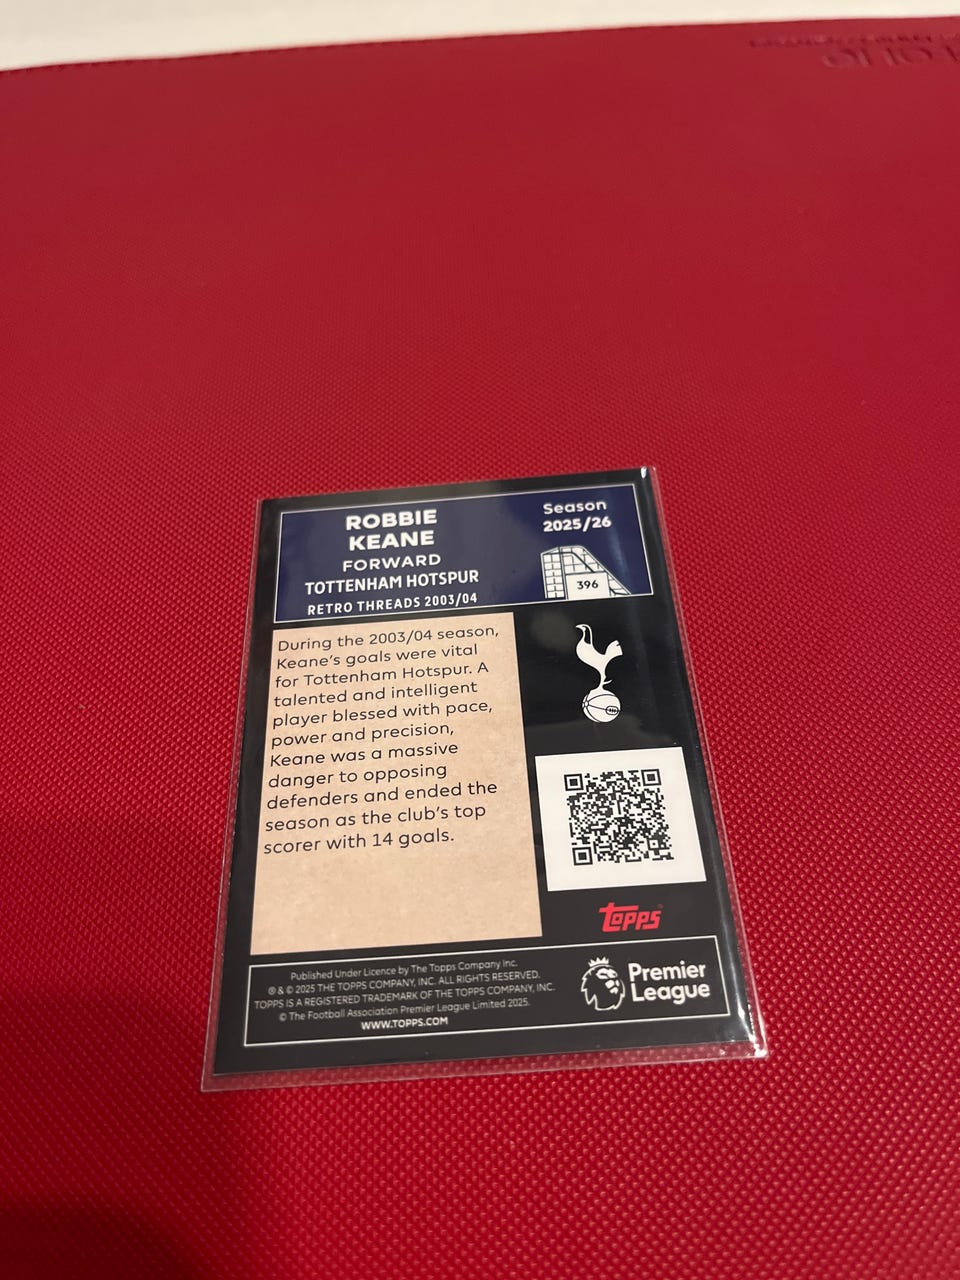 ROBBIE
KEANE
FORWARD
TOTTENHAM HOTSPUR
RETRO THREADS 2003/04
Season
2025/26
396
During the 2003/04 season,
Keane's goals were vital
for Tottenham Hotspur. A
talented and intelligent
player blessed with pace,
power and precision,
Keane was a massive
danger to opposing
defenders and ended the
season as the club's top
scorer with 14 goals.
topps
Published Under Licence by The Topps Company Inc.
® & © 2025 THE TOPPS COMPANY, INC. ALL RIGHTS RESERVED.
TOPPS IS A REGISTERED TRADEMARK OF THE TOPPS COMPANY, INC.
© The Football Association Premier League Limited 2025.
WWW.TOPPS.COM
Premier
League